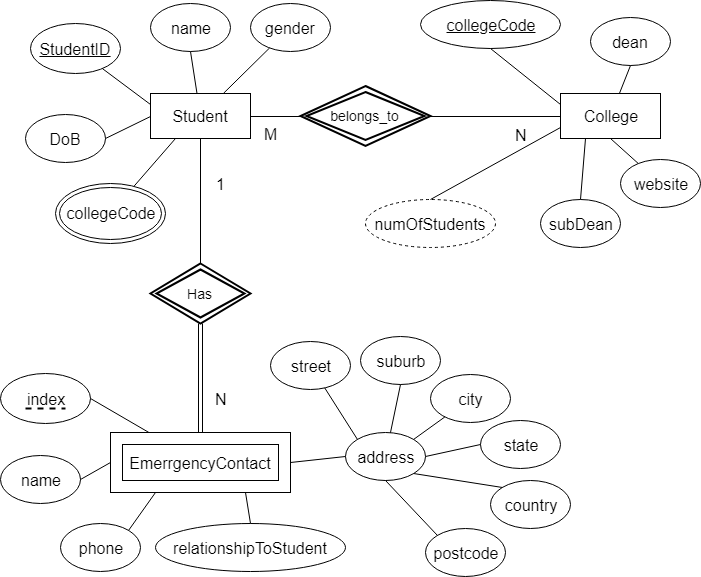 name
gender
collegeCode
dean
StudentID
Student
belongs_to
College
M
N
DoB
1
collegeCode
numOfStudents
subDean
website
Has
street
suburb
index
N
city
state
name
EmerrgencyContact
address
country
phone
relationshipToStudent
postcode